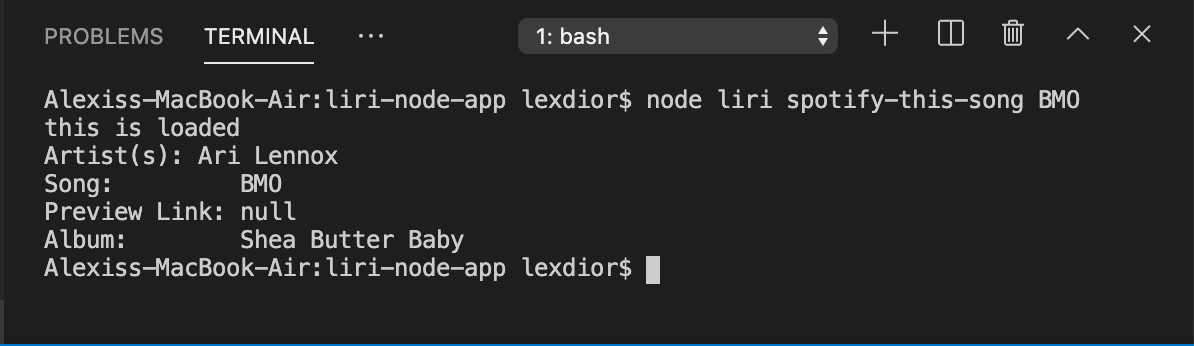 PROBLEMS TERMINAL ... 1: bash
Alexiss-MacBook-Air:liri-node-app lexdior$ node liri spotify-this-song BMO
this is loaded
Artist(s): Ari Lennox
Song:         BMO
Preview Link: null
Album:        Shea Butter Baby
Alexiss-MacBook-Air:liri-node-app lexdior$